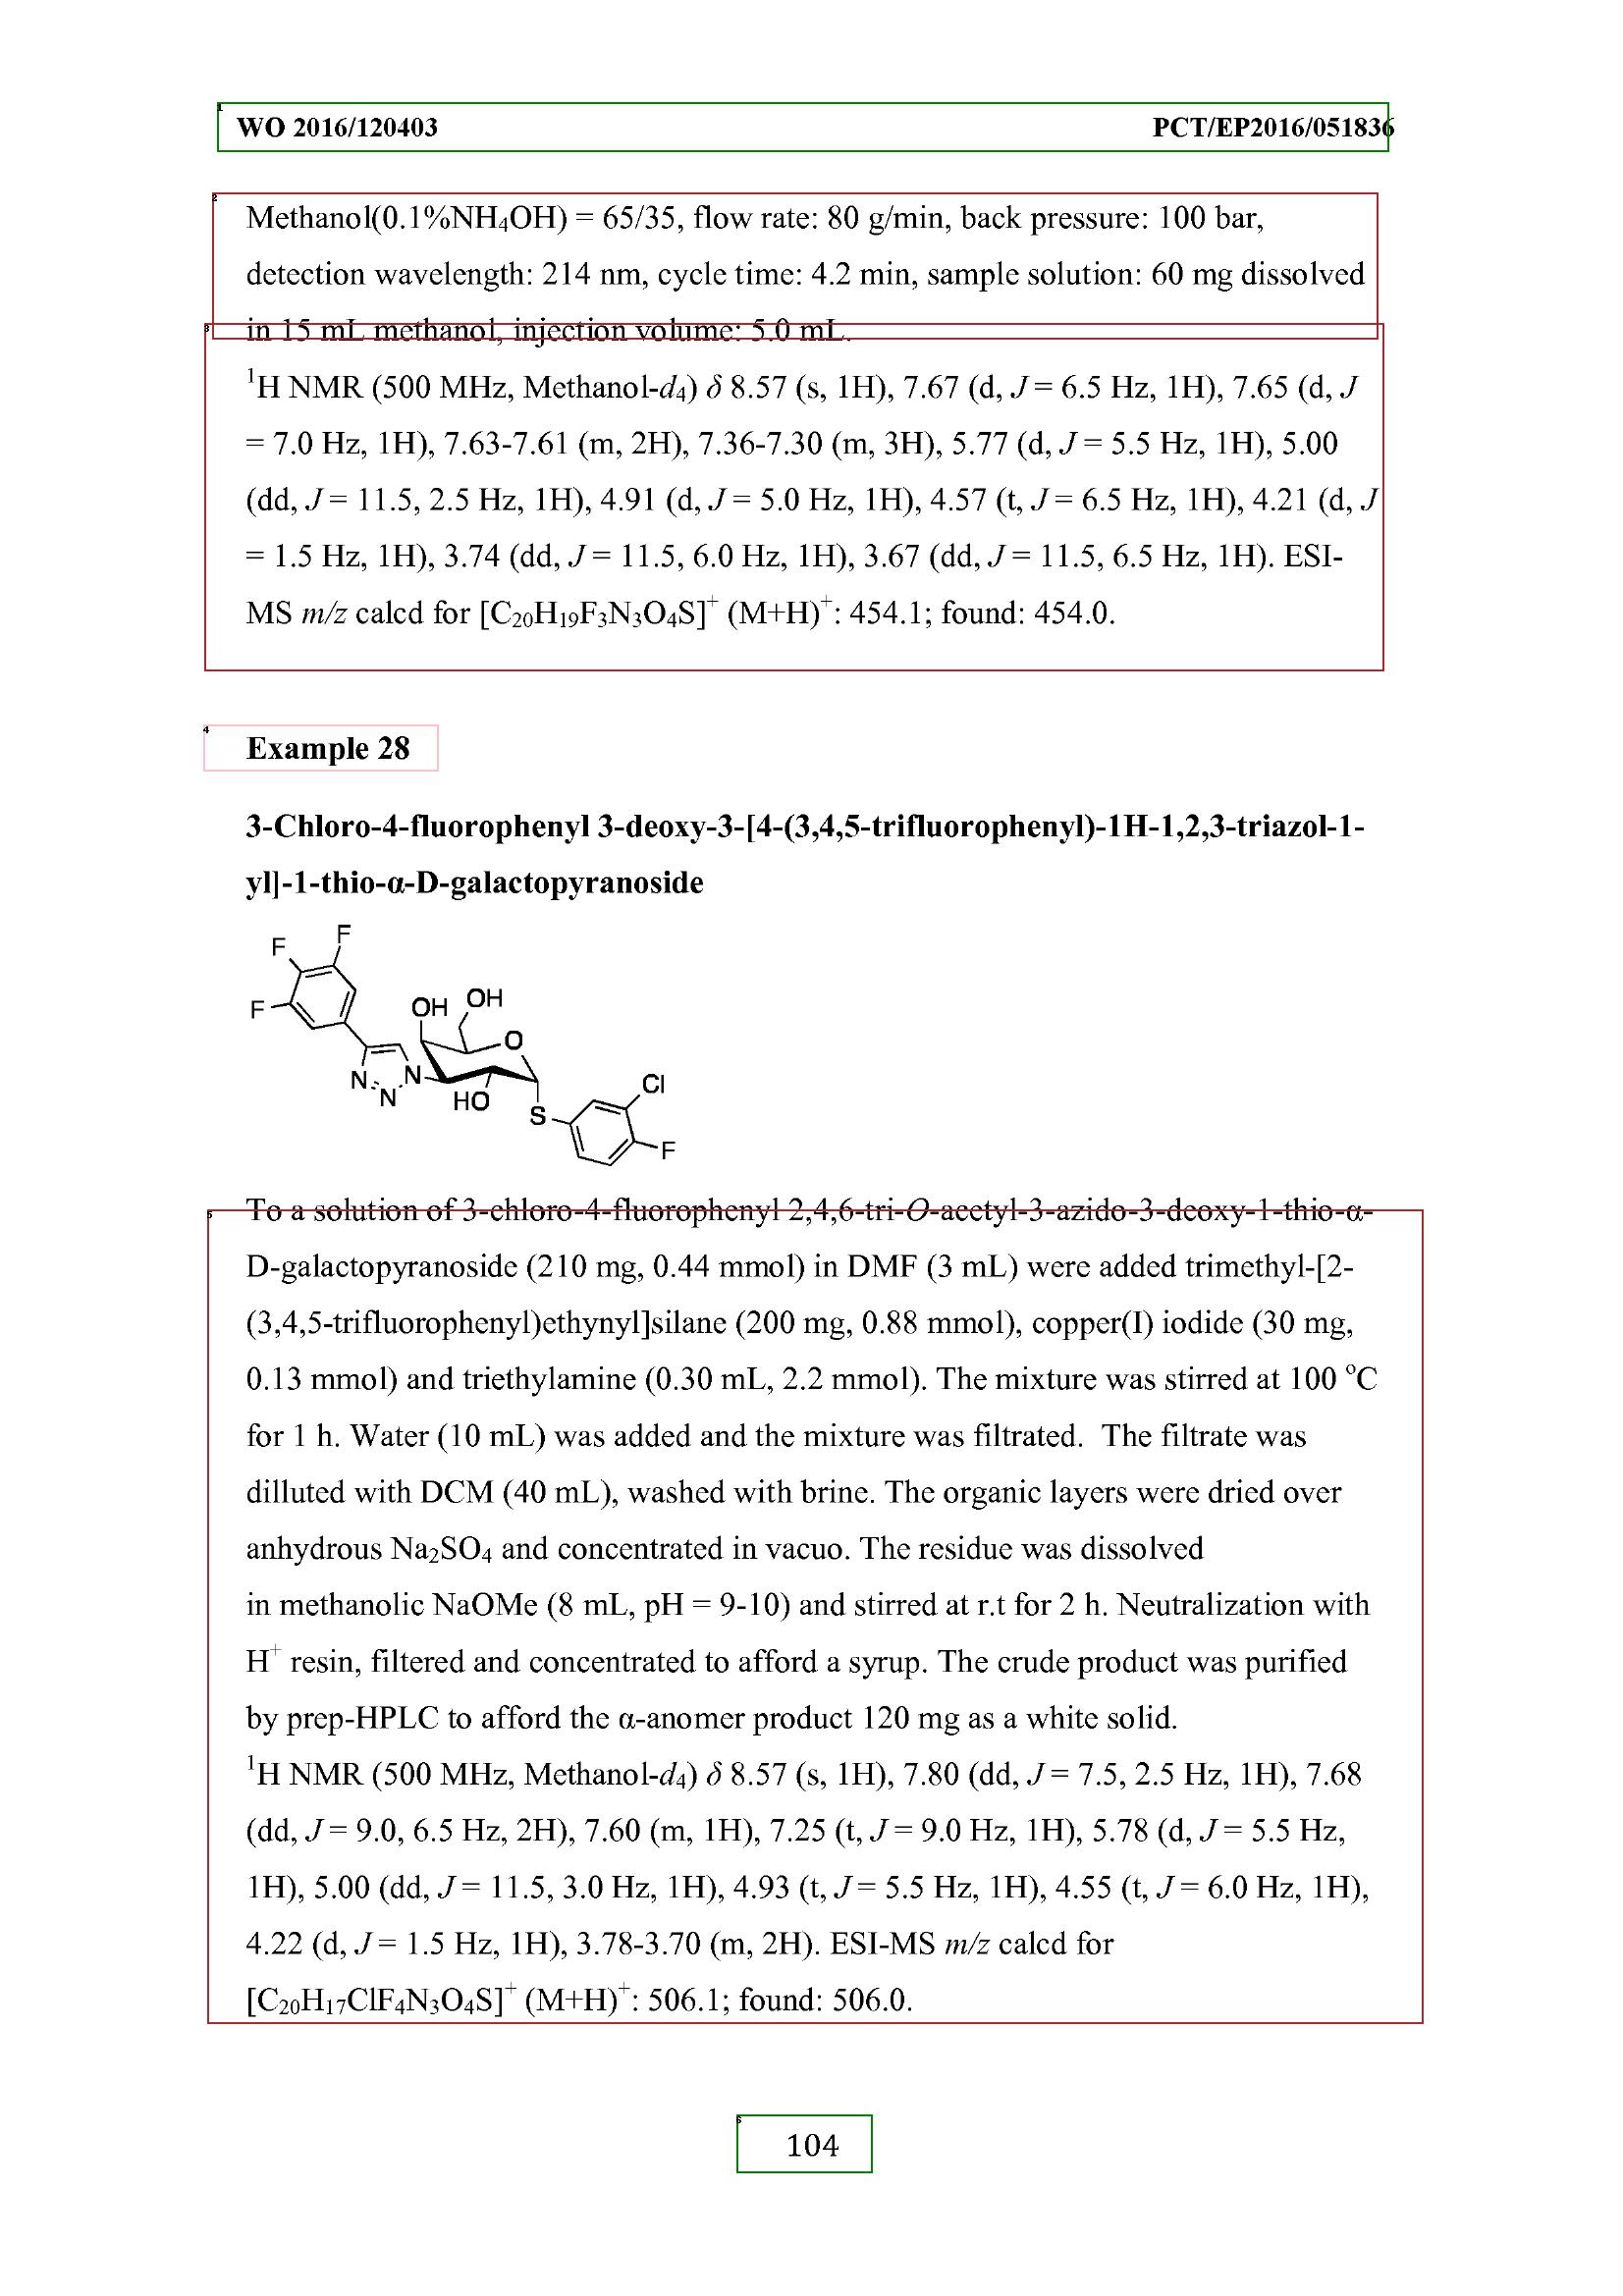 WO 2016/120403 PCT/EP2016/051836
Methanol(0.1%NH₄OH) = 65/35, flow rate: 80 g/min, back pressure: 100 bar,
detection wavelength: 214 nm, cycle time: 4.2 min, sample solution: 60 mg dissolved
in 15 mL methanol, injection volume: 5.0 mL.
¹H NMR (500 MHz, Methanol-d₄) δ 8.57 (s, 1H), 7.67 (d, J = 6.5 Hz, 1H), 7.65 (d, J
= 7.0 Hz, 1H), 7.63-7.61 (m, 2H), 7.36-7.30 (m, 3H), 5.77 (d, J = 5.5 Hz, 1H), 5.00
(dd, J = 11.5, 2.5 Hz, 1H), 4.91 (d, J = 5.0 Hz, 1H), 4.57 (t, J = 6.5 Hz, 1H), 4.21 (d, J
= 1.5 Hz, 1H), 3.74 (dd, J = 11.5, 6.0 Hz, 1H), 3.67 (dd, J = 11.5, 6.5 Hz, 1H). ESI-
MS m/z calcd for [C₂₀H₁₉F₃N₃O₄S]⁺ (M+H)⁺: 454.1; found: 454.0.
Example 28
3-Chloro-4-fluorophenyl 3-deoxy-3-[4-(3,4,5-trifluorophenyl)-1H-1,2,3-triazol-1-
yl]-1-thio-α-D-galactopyranoside
F F
F OH OH
O
N N N HO S Cl
F
To a solution of 3-chloro-4-fluorophenyl 2,4,6-tri-O-acetyl-3-azido-3-deoxy-1-thio-α-
D-galactopyranoside (210 mg, 0.44 mmol) in DMF (3 mL) were added trimethyl-[2-
(3,4,5-trifluorophenyl)ethynyl]silane (200 mg, 0.88 mmol), copper(I) iodide (30 mg,
0.13 mmol) and triethylamine (0.30 mL, 2.2 mmol). The mixture was stirred at 100 °C
for 1 h. Water (10 mL) was added and the mixture was filtrated. The filtrate was
dilluted with DCM (40 mL), washed with brine. The organic layers were dried over
anhydrous Na₂SO₄ and concentrated in vacuo. The residue was dissolved
in methanolic NaOMe (8 mL, pH = 9-10) and stirred at r.t for 2 h. Neutralization with
H⁺ resin, filtered and concentrated to afford a syrup. The crude product was purified
by prep-HPLC to afford the α-anomer product 120 mg as a white solid.
¹H NMR (500 MHz, Methanol-d₄) δ 8.57 (s, 1H), 7.80 (dd, J = 7.5, 2.5 Hz, 1H), 7.68
(dd, J = 9.0, 6.5 Hz, 2H), 7.60 (m, 1H), 7.25 (t, J = 9.0 Hz, 1H), 5.78 (d, J = 5.5 Hz,
1H), 5.00 (dd, J = 11.5, 3.0 Hz, 1H), 4.93 (t, J = 5.5 Hz, 1H), 4.55 (t, J = 6.0 Hz, 1H),
4.22 (d, J = 1.5 Hz, 1H), 3.78-3.70 (m, 2H). ESI-MS m/z calcd for
[C₂₀H₁₇ClF₄N₃O₄S]⁺ (M+H)⁺: 506.1; found: 506.0.
104